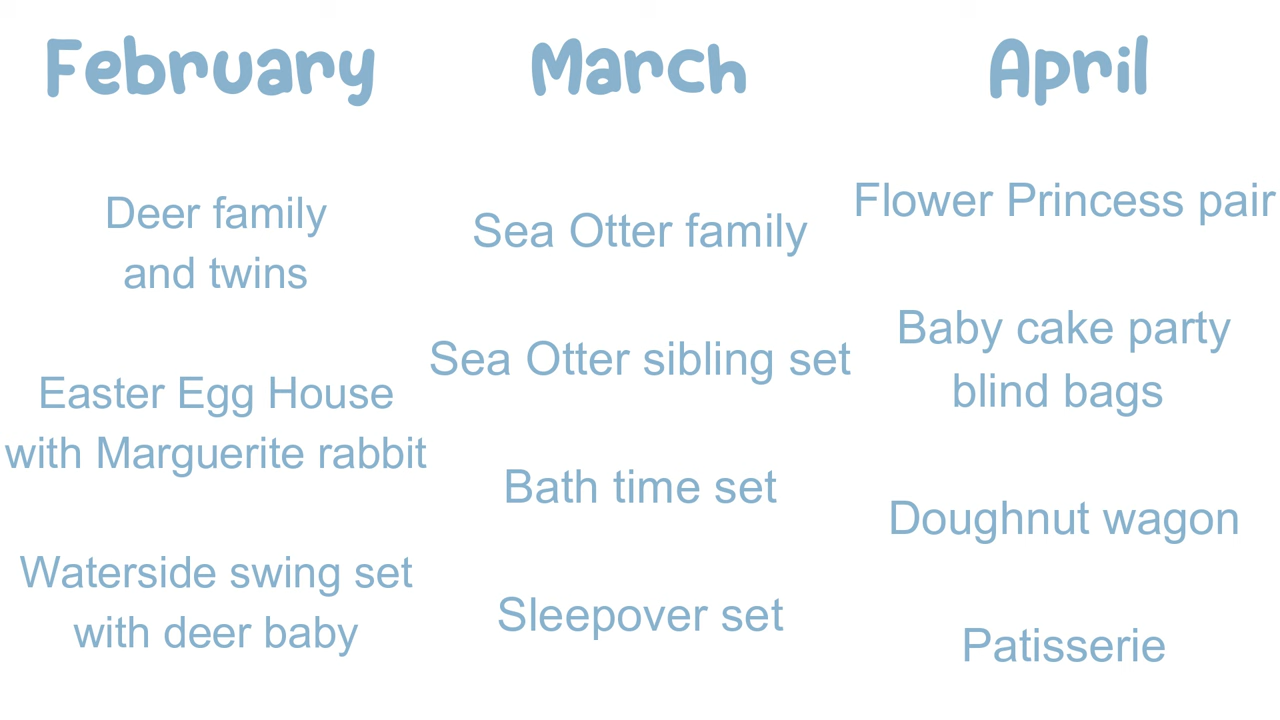 February
Deer family
and twins
Easter Egg House
with Marguerite rabbit
Waterside swing set
with deer baby
March
Sea Otter family
Sea Otter sibling set
Bath time set
Sleepover set
April
Flower Princess pair
Baby cake party
blind bags
Doughnut wagon
Patisserie